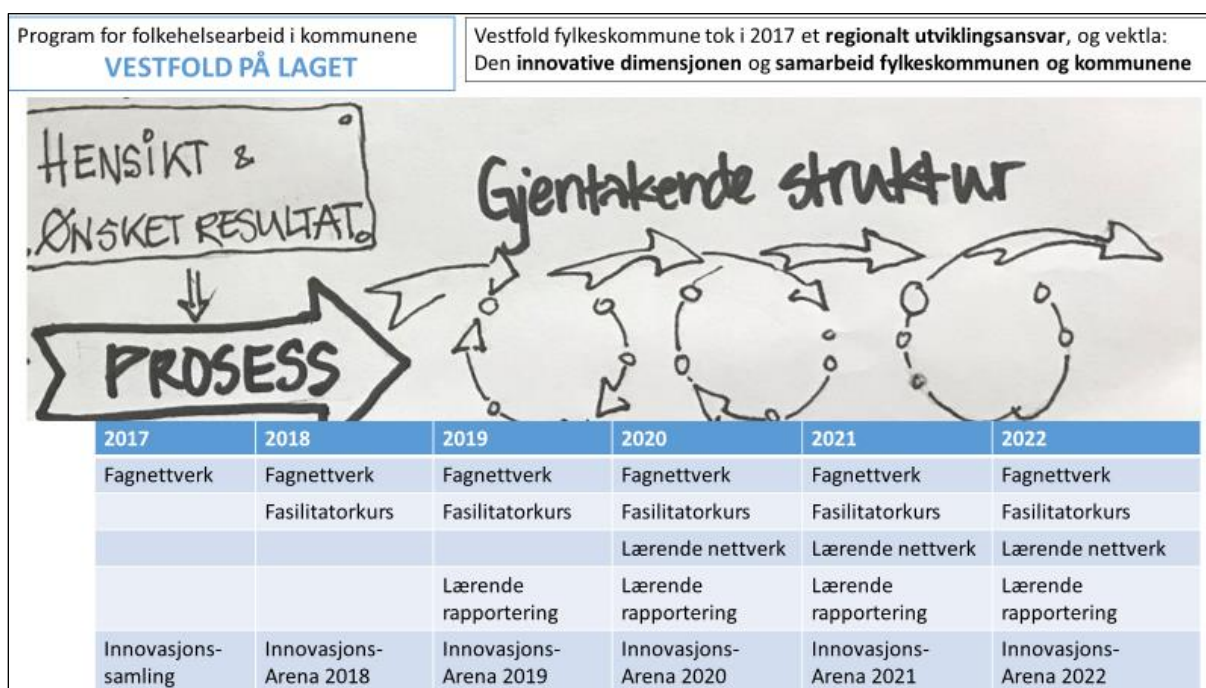 Program for folkehelsearbeid i kommunene
VESTFOLD PÅ LAGET
Vestfold fylkeskommune tok i 2017 et regionalt utviklingsansvar, og vektla:
Den innovative dimensjonen og samarbeid fylkeskommunen og kommunene
HENSIKT &
ØNSKET RESULTAT
Gjentakende struktur
PROSESS
2017 2018 2019 2020 2021 2022
Fagnettverk Fagnettverk Fagnettverk Fagnettverk Fagnettverk Fagnettverk
Fasilitatorkurs Fasilitatorkurs Fasilitatorkurs Fasilitatorkurs Fasilitatorkurs
Lærende nettverk Lærende nettverk Lærende nettverk
Lærende Lærende Lærende Lærende
rapportering rapportering rapportering rapportering
Innovasjons- Innovasjons- Innovasjons- Innovasjons- Innovasjons- Innovasjons-
samling Arena 2018 Arena 2019 Arena 2020 Arena 2021 Arena 2022